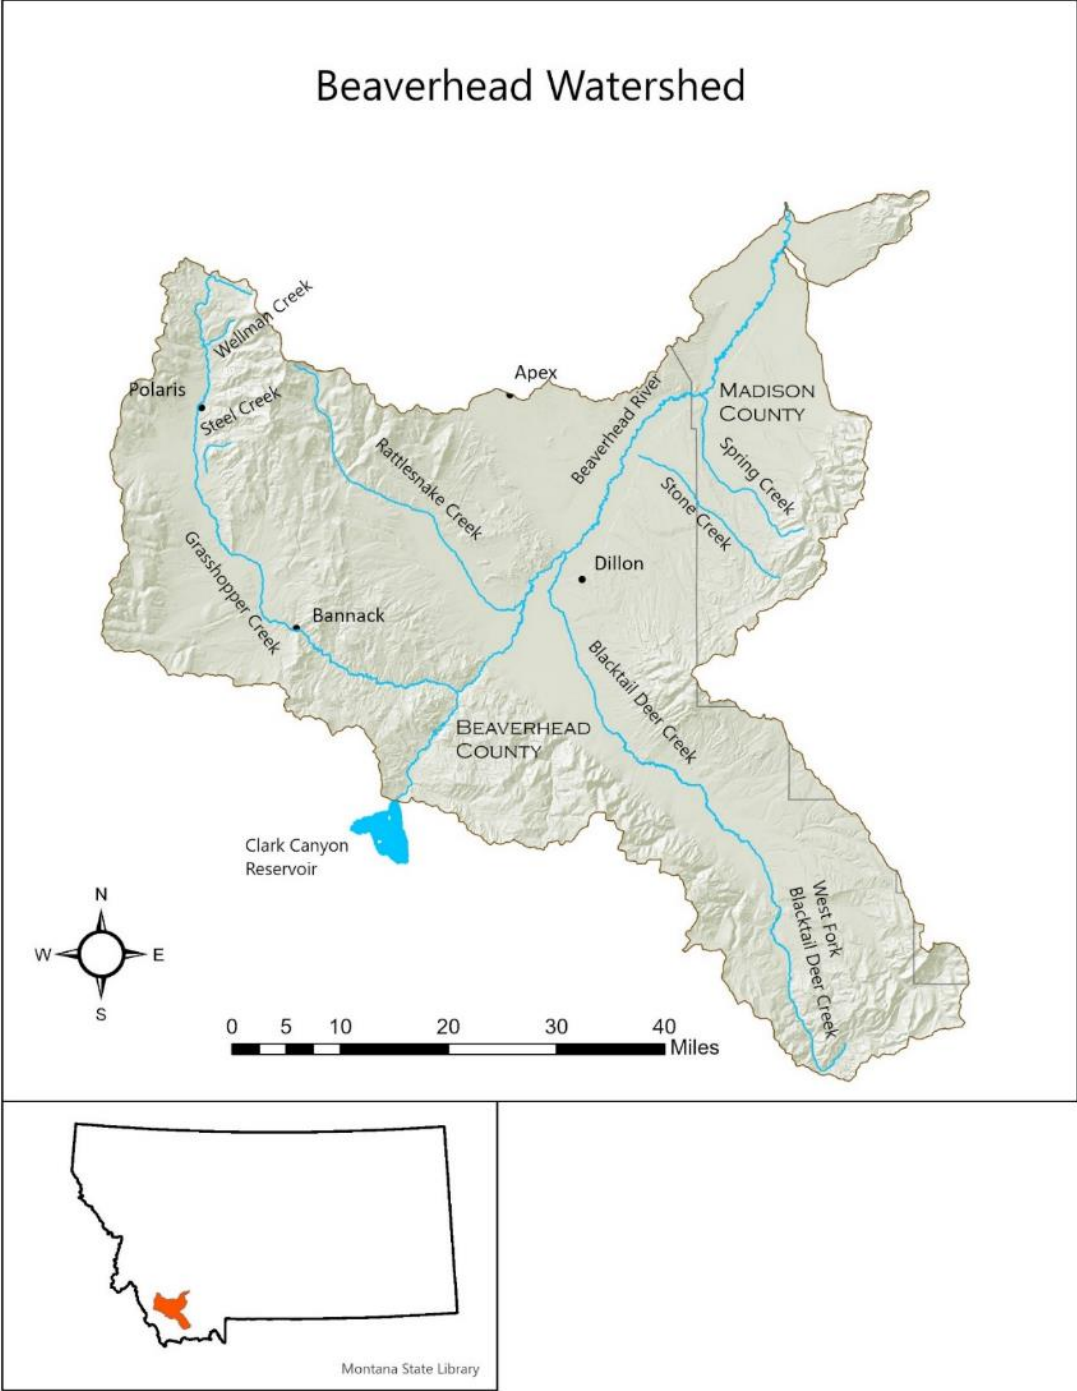 Beaverhead Watershed
Wellman Creek
Polaris
Steel Creek
Apex
Rattlesnake Creek
Beaverhead River
MADISON
COUNTY
Spring Creek
Stone Creek
Grasshopper Creek
Dillon
Bannack
Blacktail Deer Creek
BEAVERHEAD
COUNTY
Clark Canyon
Reservoir
West Fork
Blacktail Deer Creek
N
W E
S
0 5 10 20 30 40
Miles
Montana State Library